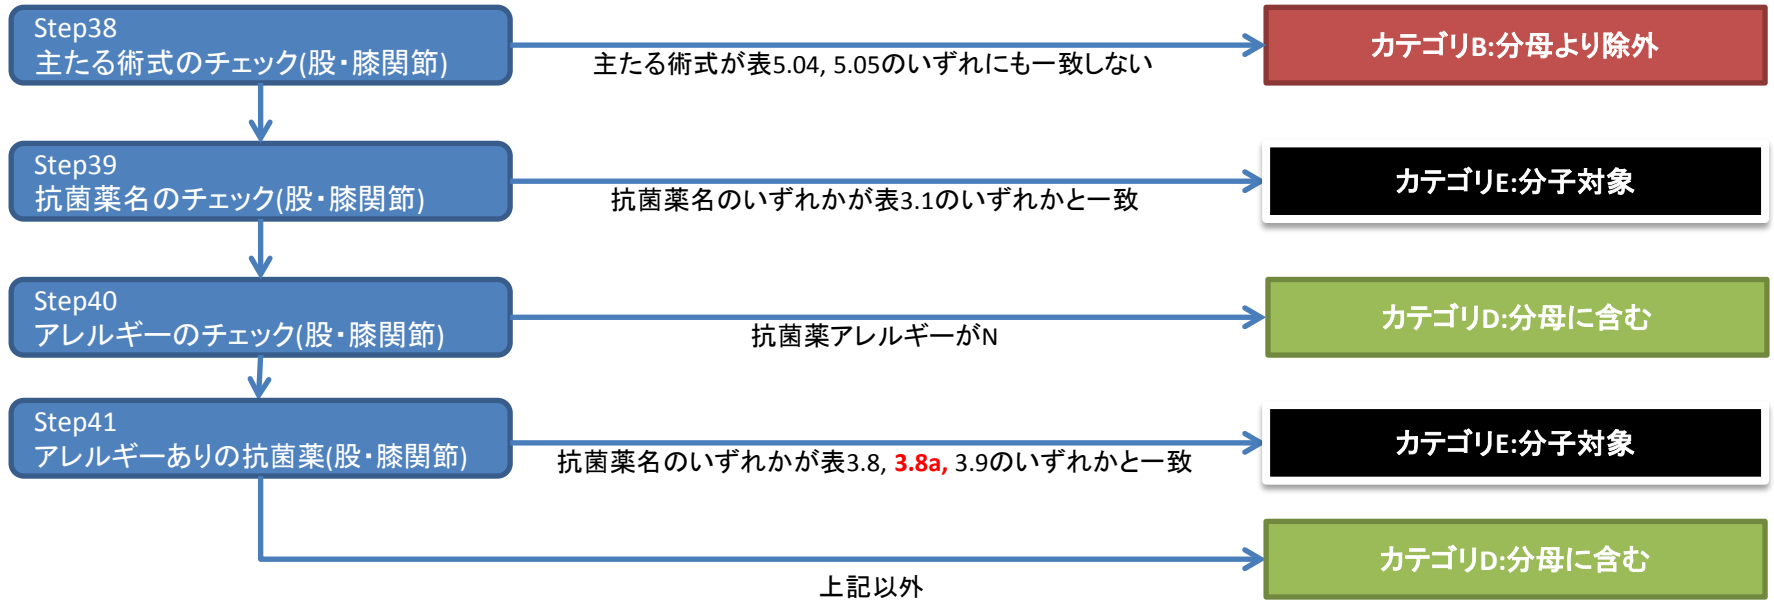 Step38
主たる術式のチェック(股・膝関節)
主たる術式が表5.04, 5.05のいずれにも一致しない
カテゴリB:分母より除外
Step39
抗菌薬名のチェック(股・膝関節)
抗菌薬名のいずれかが表3.1のいずれかと一致
カテゴリE:分子対象
Step40
アレルギーのチェック(股・膝関節)
抗菌薬アレルギーがN
カテゴリD:分母に含む
Step41
アレルギーありの抗菌薬(股・膝関節)
抗菌薬名のいずれかが表3.8, 3.8a, 3.9のいずれかと一致
カテゴリE:分子対象
上記以外
カテゴリD:分母に含む